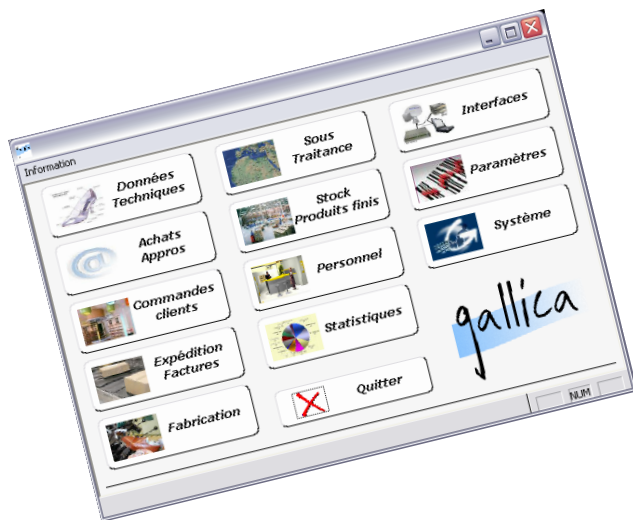 Information
Données
Techniques
Achats
Appros
Commandes
clients
Expédition
Factures
Fabrication
Sous
Traitance
Stock
Produits finis
Personnel
Statistiques
Quitter
Interfaces
Paramètres
Système
gallica
NUM